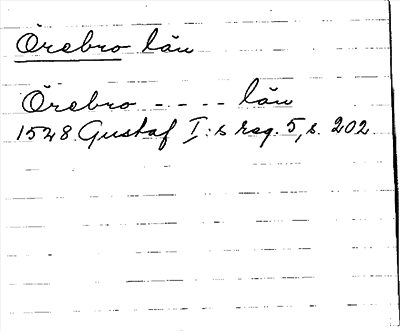 Örebro län
Örebro - - - - län
1548 Gustaf I:s reg. 5, s. 202